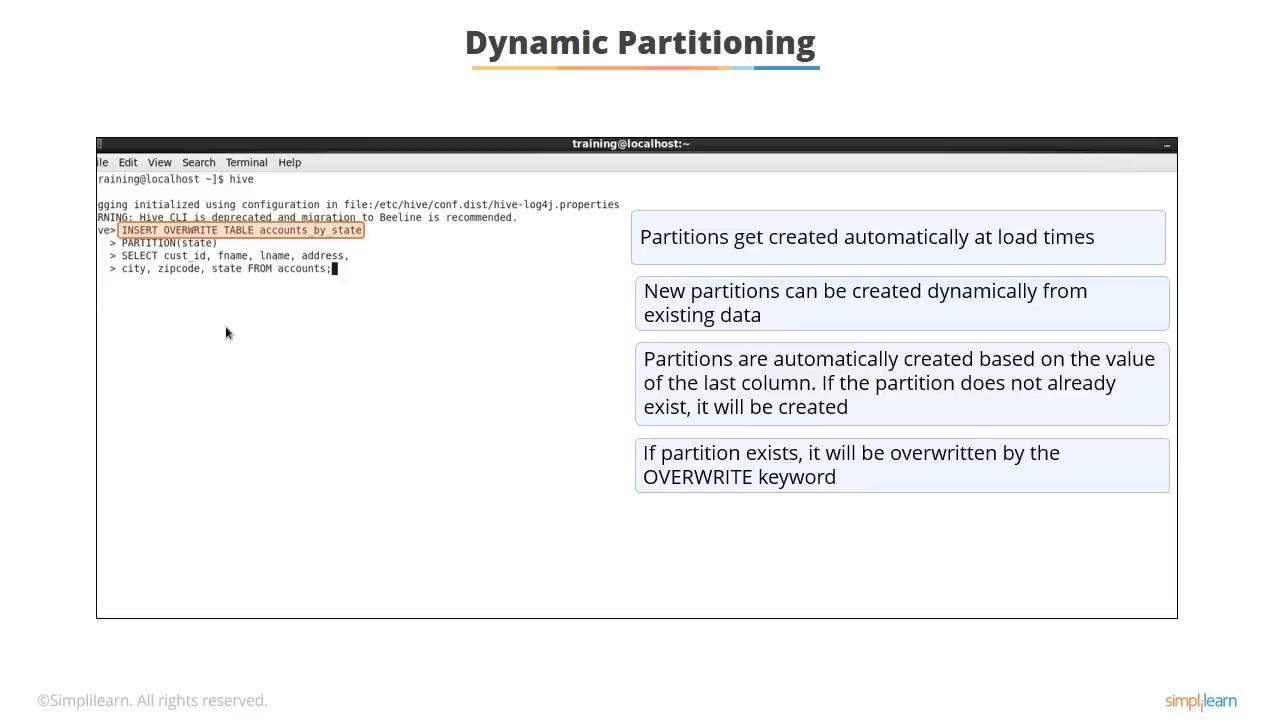 Dynamic Partitioning
training@localhost:~
ile Edit View Search Terminal Help
raining@localhost ~]$ hive
gging initialized using configuration in file:/etc/hive/conf.dist/hive-log4j.properties
RNING: Hive CLI is deprecated and migration to Beeline is recommended.
ve> INSERT OVERWRITE TABLE accounts_by_state
> PARTITION(state)
> SELECT cust_id, fname, lname, address,
> city, zipcode, state FROM accounts;
Partitions get created automatically at load times
New partitions can be created dynamically from
existing data
Partitions are automatically created based on the value
of the last column. If the partition does not already
exist, it will be created
If partition exists, it will be overwritten by the
OVERWRITE keyword
©Simplilearn. All rights reserved.
simplilearn